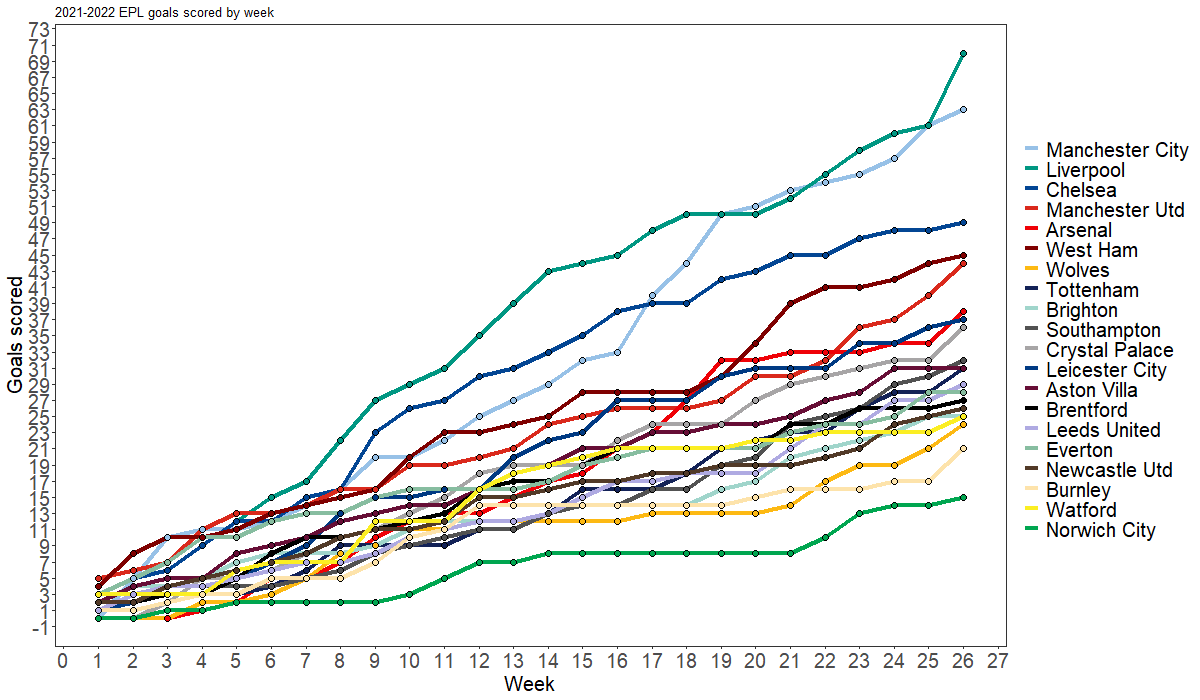 2021-2022 EPL goals scored by week
73
71
69
67
65
63
61
59
57
55
53
51
49
47
45
43
41
39
37
35
33
31
29
27
25
23
21
19
17
15
13
11
9
7
5
3
1
-1
Goals scored
0 1 2 3 4 5 6 7 8 9 10 11 12 13 14 15 16 17 18 19 20 21 22 23 24 25 26 27
Week
Manchester City
Liverpool
Chelsea
Manchester Utd
Arsenal
West Ham
Wolves
Tottenham
Brighton
Southampton
Crystal Palace
Leicester City
Aston Villa
Brentford
Leeds United
Everton
Newcastle Utd
Burnley
Watford
Norwich City